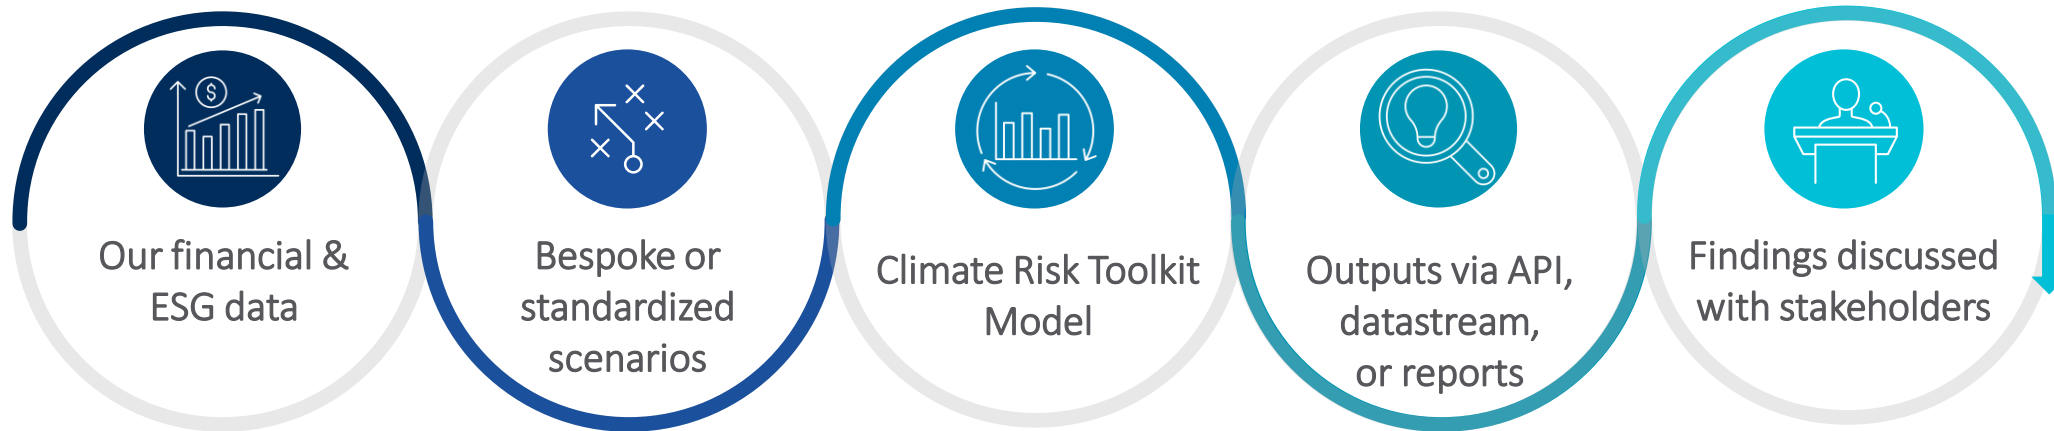 $
Our financial &
ESG data
Bespoke or
standardized
scenarios
Climate Risk Toolkit
Model
Outputs via API,
datastream,
or reports
Findings discussed
with stakeholders